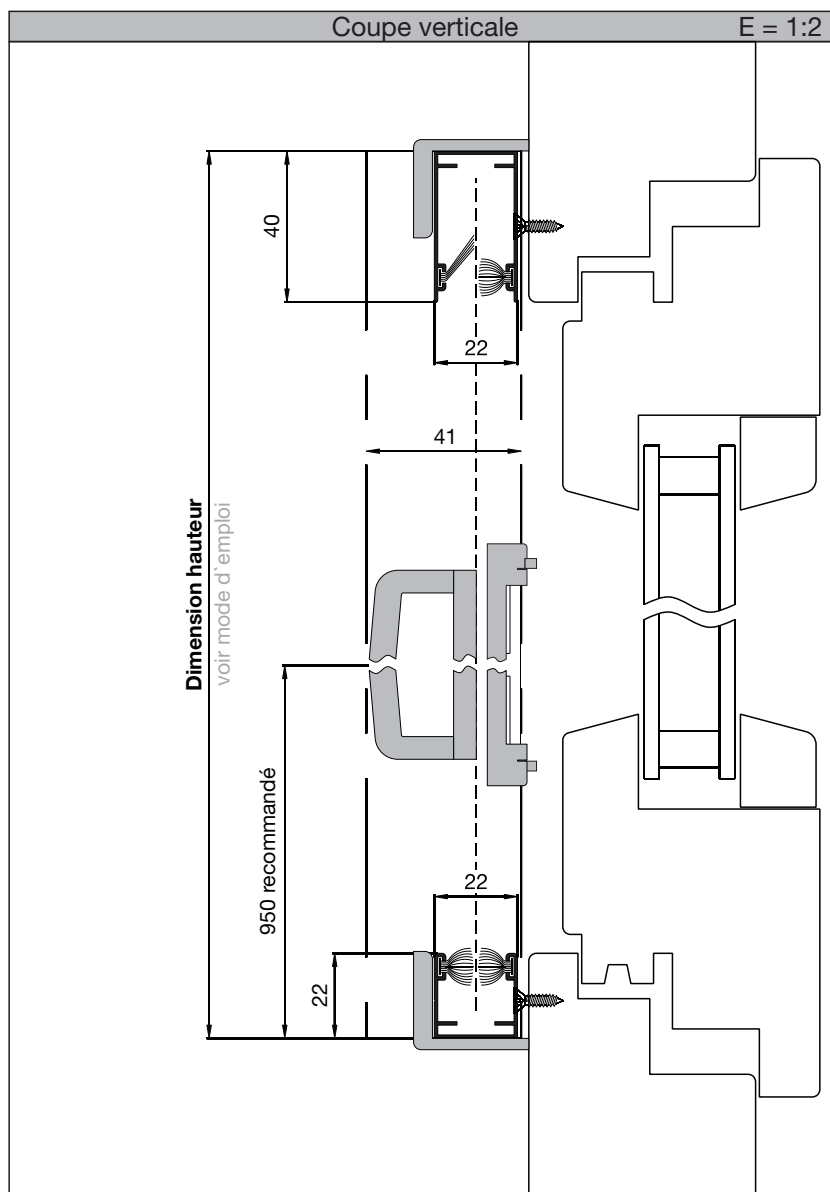 Coupe verticale
E = 1:2
40
22
41
Dimension hauteur
voir mode d`emploi
950 recommandé
22
22